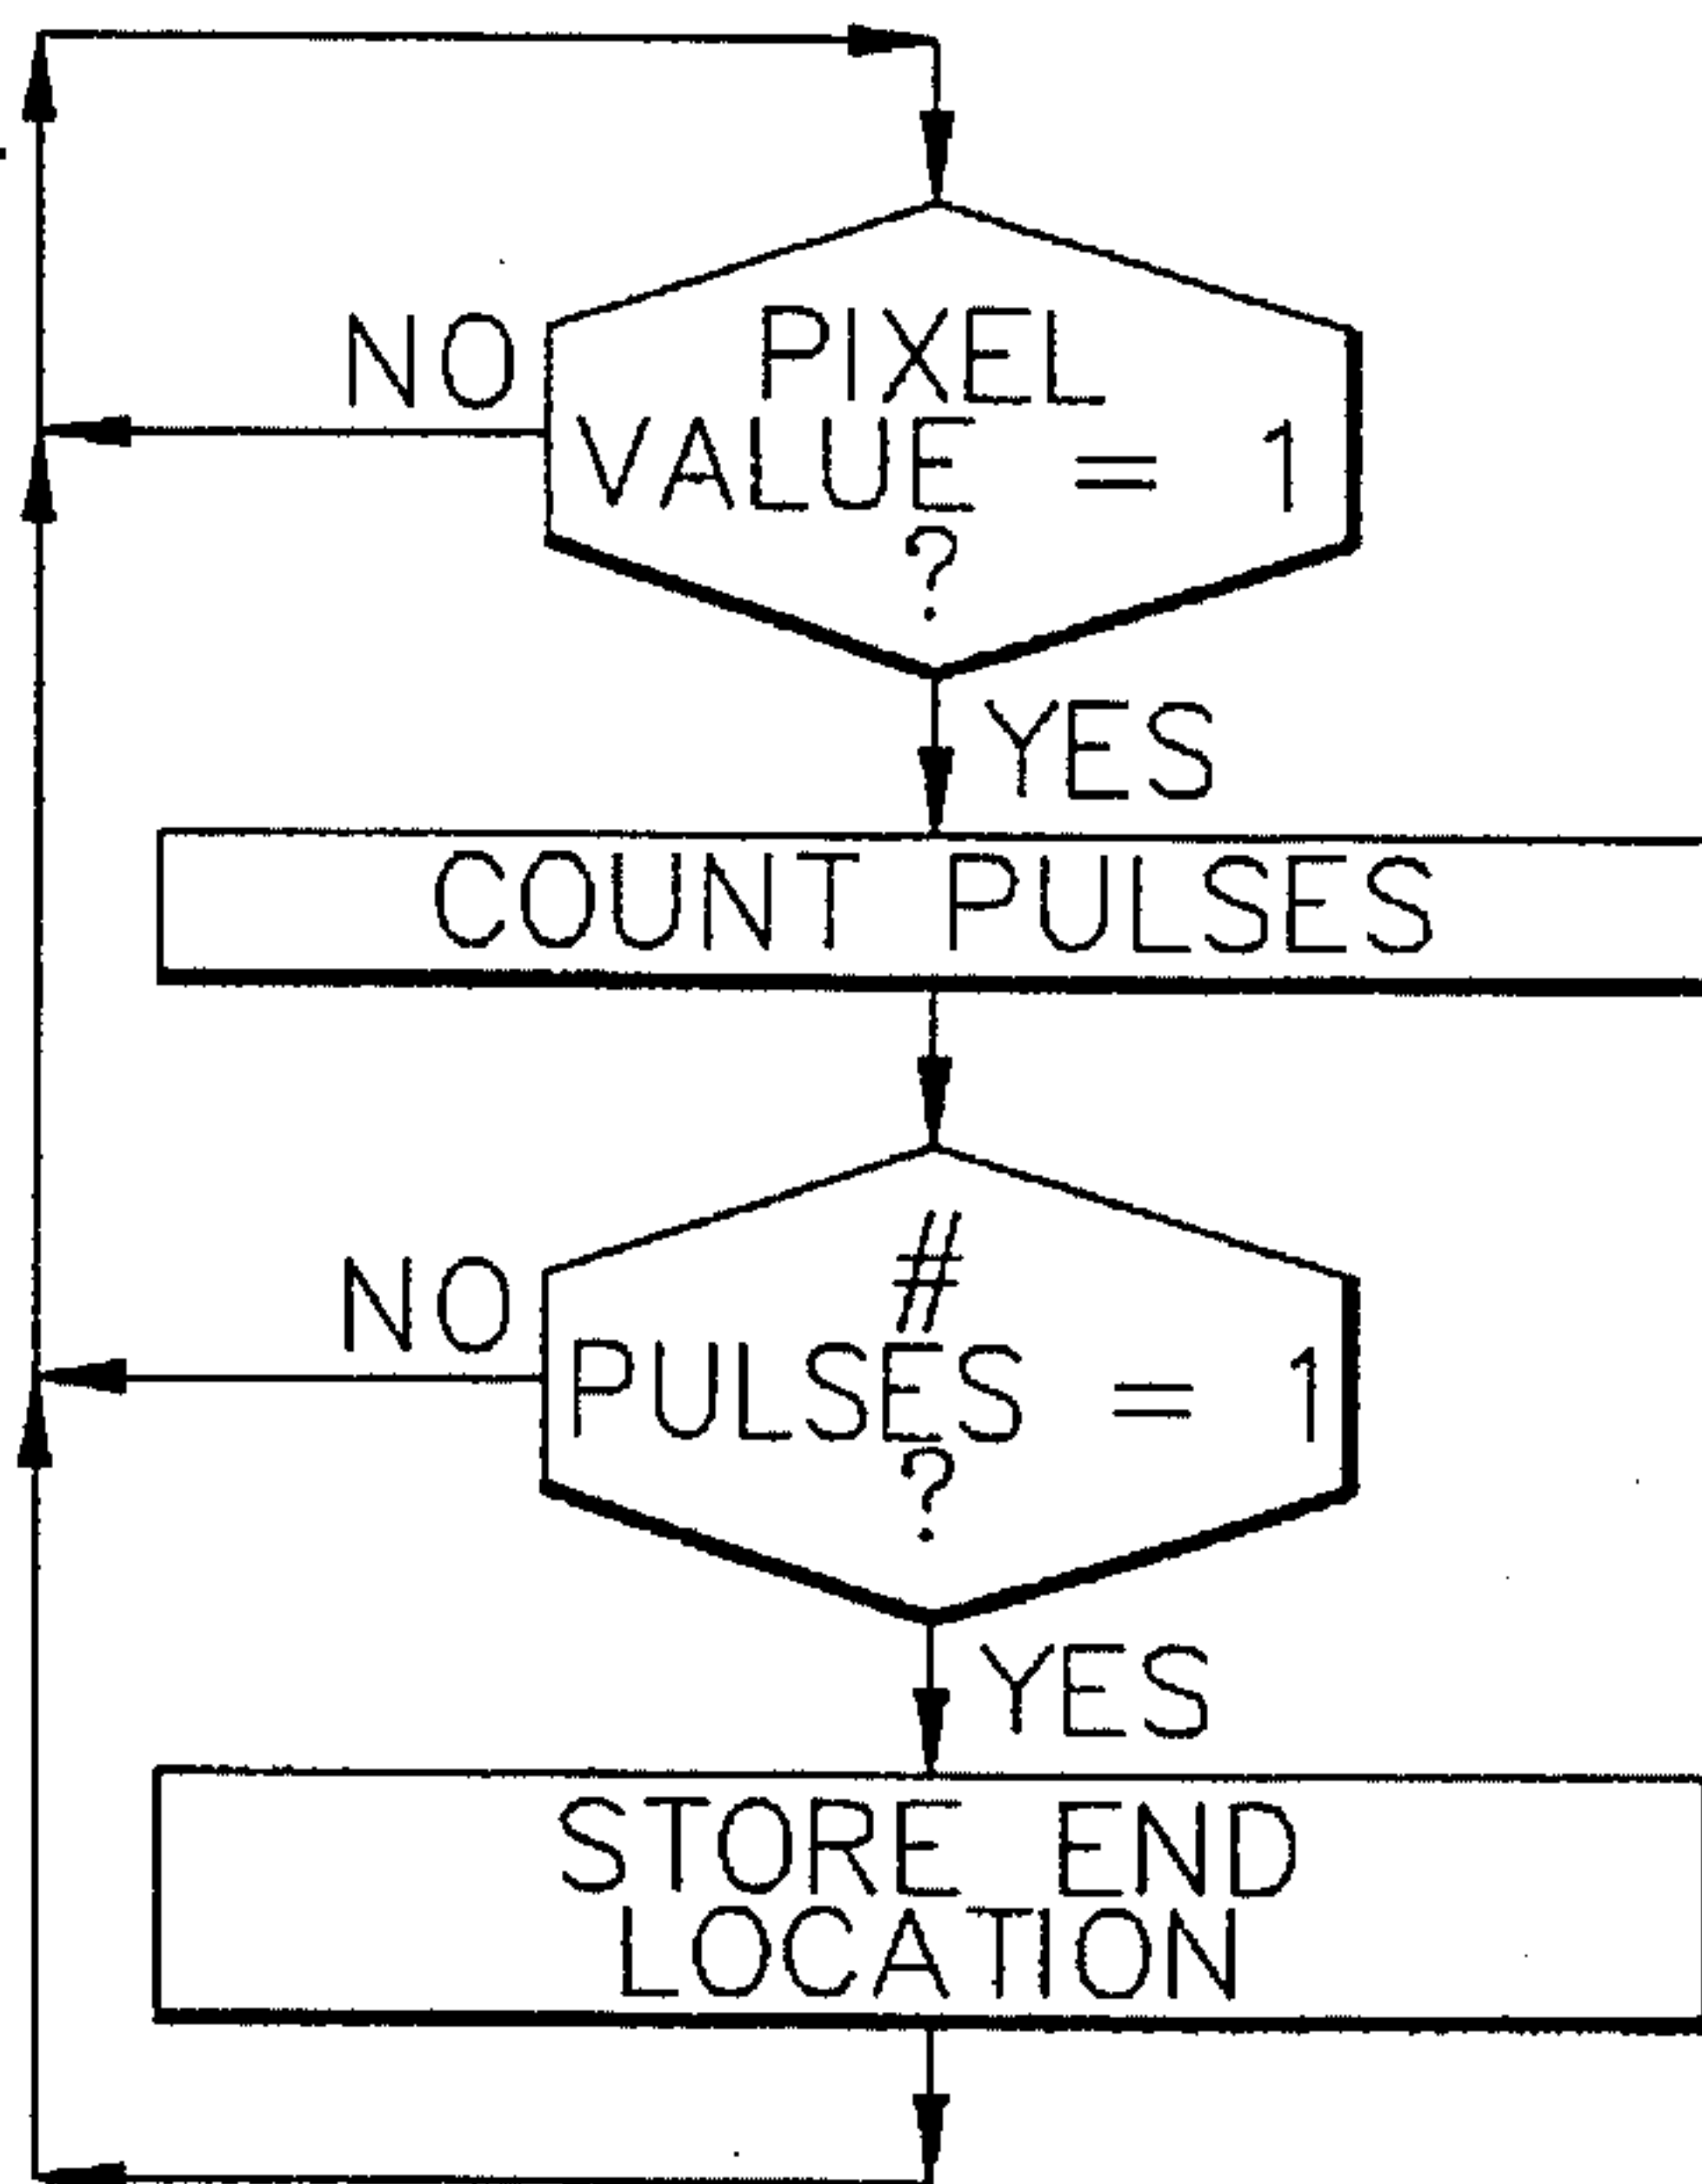 NO
PIXEL
VALUE = 1
?
YES
COUNT PULSES
NO
#
PULSES = 1
?
YES
STORE END
LOCATION